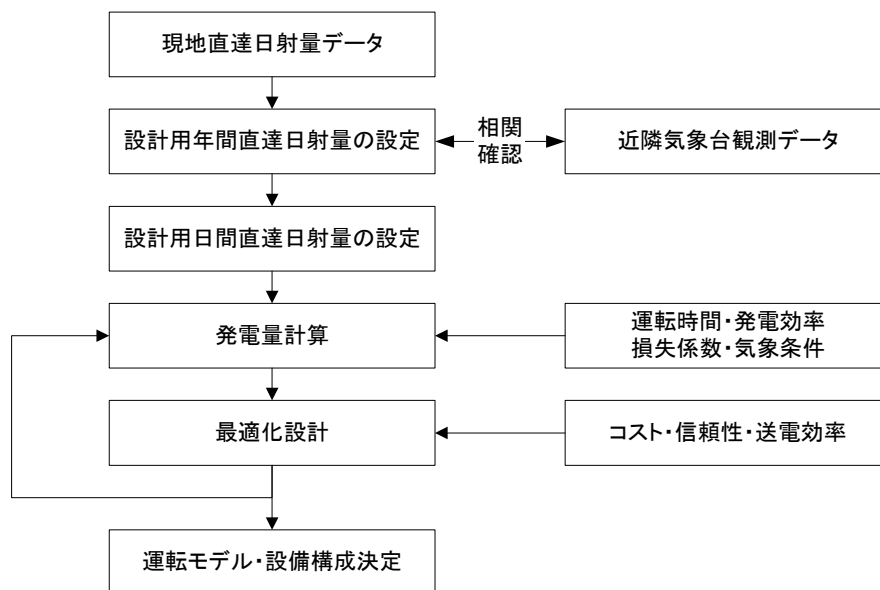 現地直達日射量データ
設計用年間直達日射量の設定
相関
確認
近隣気象台観測データ
設計用日間直達日射量の設定
発電量計算
運転時間・発電効率
損失係数・気象条件
最適化設計
コスト・信頼性・送電効率
運転モデル・設備構成決定